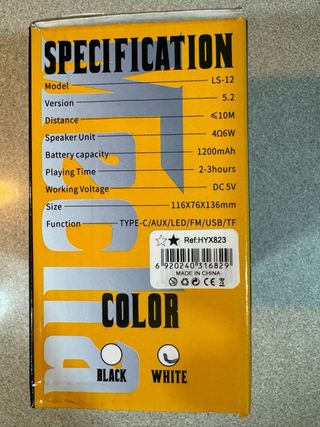 SPECIFICATION
Model LS-12
Version 5.2
Distance ≤10M
Speaker Unit 4Ω6W
Battery capacity 1200mAh
Playing Time 2-3hours
Working Voltage DC 5V
Size 116X76X136mm
Function TYPE-C/AUX/LED/FM/USB/TF
Ref:HYX823
6 920240 316829
MADE IN CHINA
COLOR
BLACK WHITE